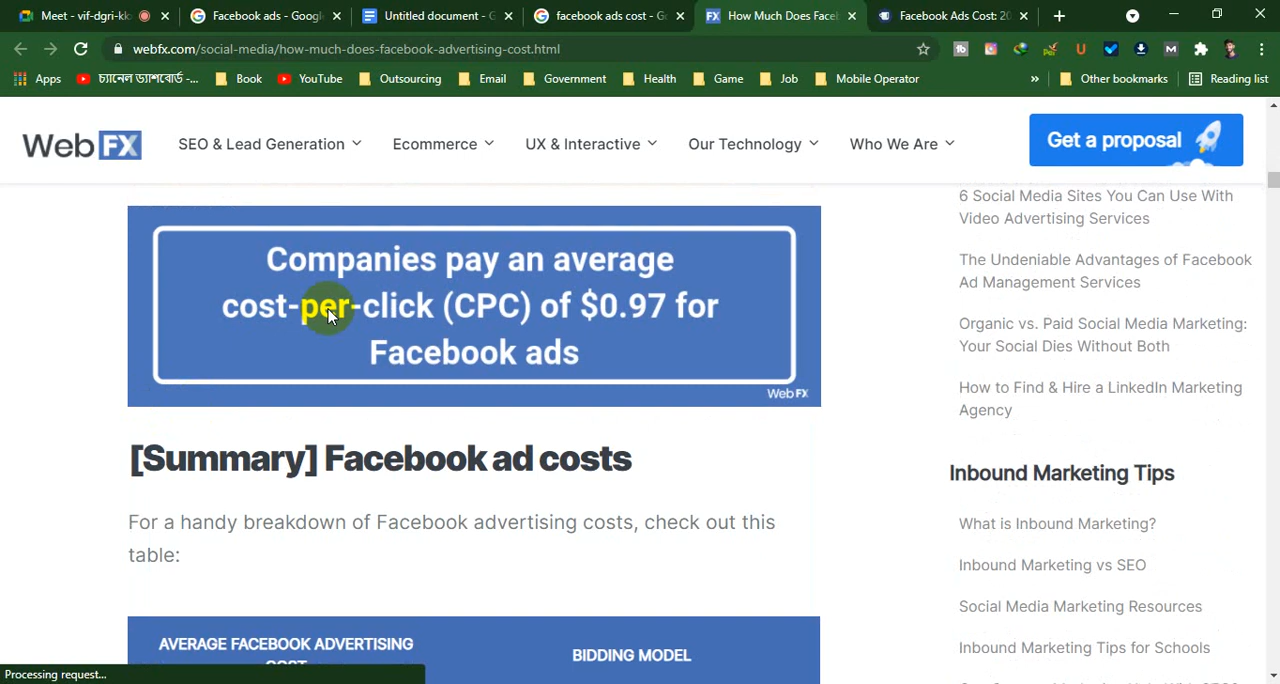 Meet - vif-dgri-kk
Facebook ads - Googl
Untitled document - G
facebook ads cost - Go
FX How Much Does Faceb
Facebook Ads Cost: 20
webfx.com/social-media/how-much-does-facebook-advertising-cost.html
Apps
চ্যানেল ড্যাশবোর্ড -...
Book
YouTube
Outsourcing
Email
Government
Health
Game
Job
Mobile Operator
»
Other bookmarks
Reading list
WebFX
SEO & Lead Generation
Ecommerce
UX & Interactive
Our Technology
Who We Are
Get a proposal
Companies pay an average
cost-per-click (CPC) of $0.97 for
Facebook ads
WebFX
[Summary] Facebook ad costs
For a handy breakdown of Facebook advertising costs, check out this
table:
AVERAGE FACEBOOK ADVERTISING
COST
BIDDING MODEL
6 Social Media Sites You Can Use With
Video Advertising Services
The Undeniable Advantages of Facebook
Ad Management Services
Organic vs. Paid Social Media Marketing:
Your Social Dies Without Both
How to Find & Hire a LinkedIn Marketing
Agency
Inbound Marketing Tips
What is Inbound Marketing?
Inbound Marketing vs SEO
Social Media Marketing Resources
Inbound Marketing Tips for Schools
Processing request...